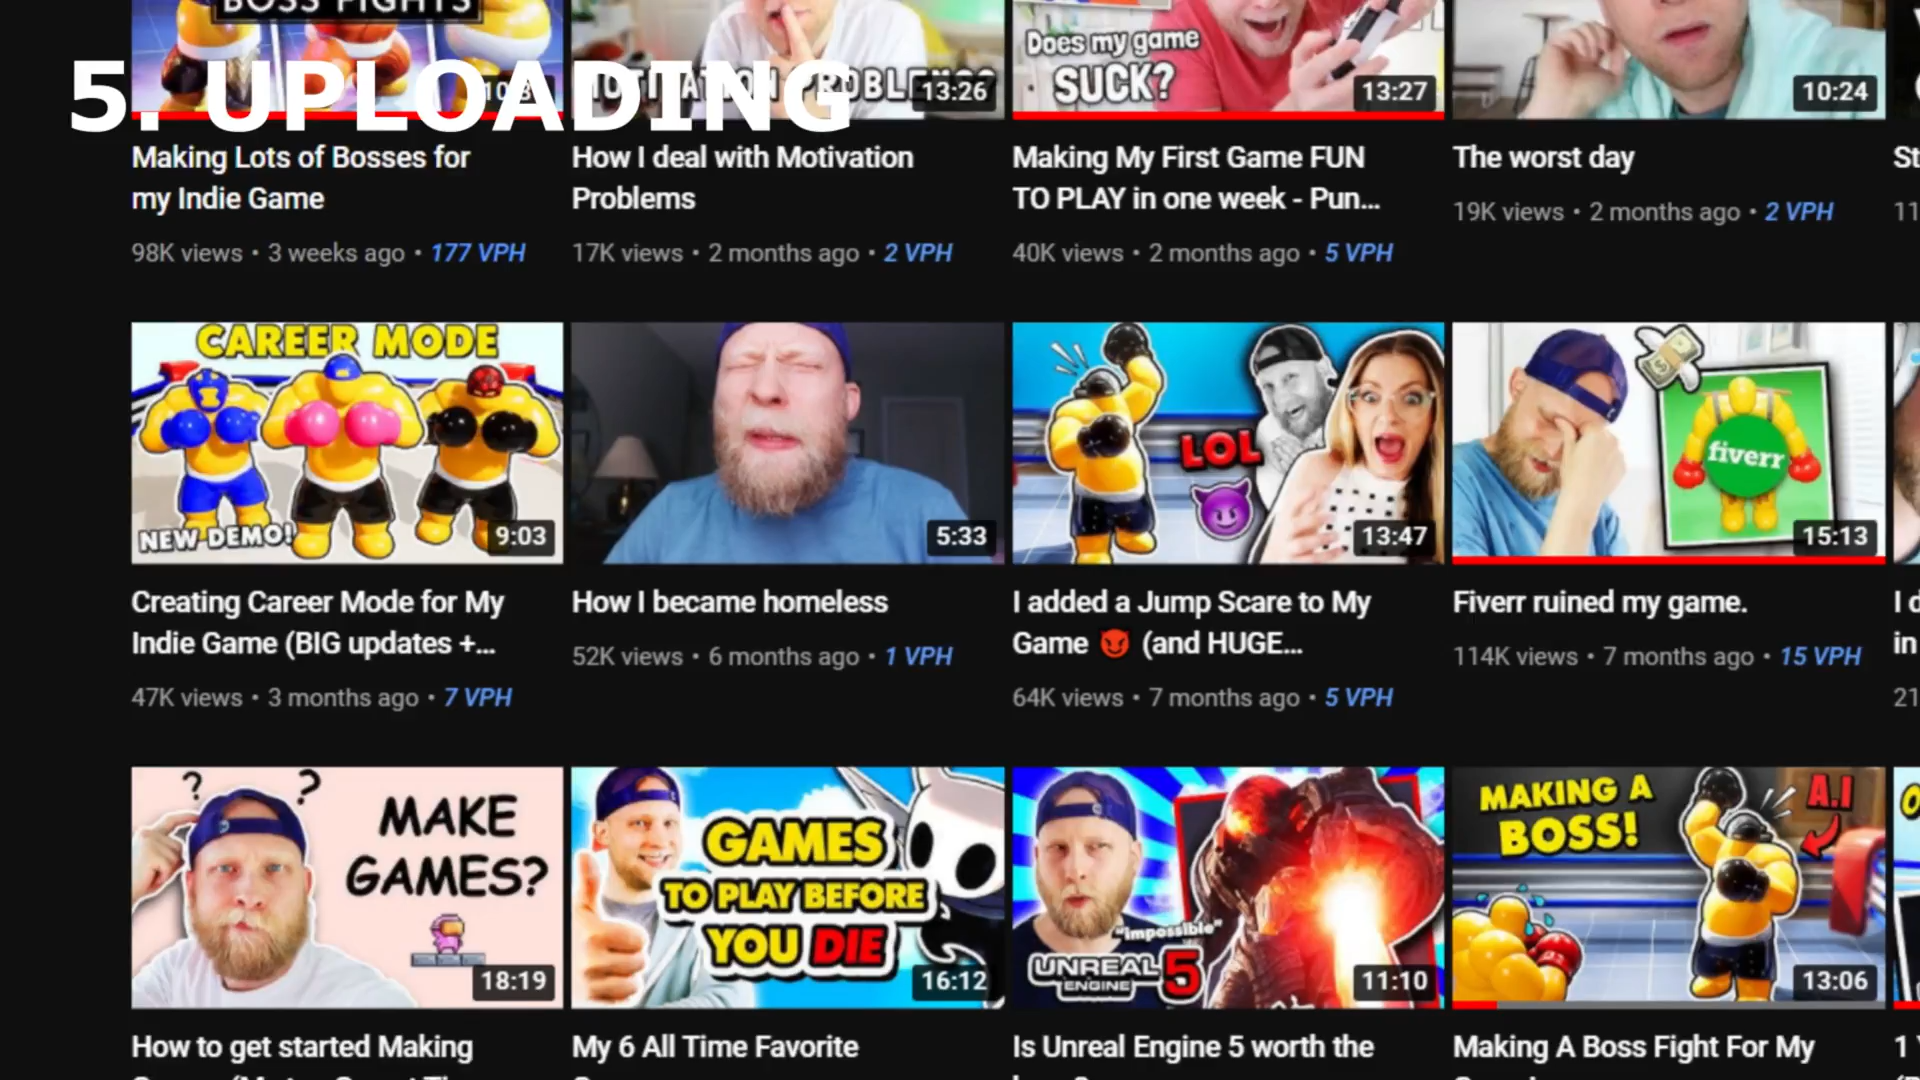 BOSS FIGHTS
5. UPLOADING
13:26
Does my game
SUCK?
13:27
10:24
Making Lots of Bosses for
my Indie Game
98K views • 3 weeks ago • 177 VPH
How I deal with Motivation
Problems
17K views • 2 months ago • 2 VPH
Making My First Game FUN
TO PLAY in one week - Pun...
40K views • 2 months ago • 5 VPH
The worst day
19K views • 2 months ago • 2 VPH
St
11
CAREER MODE
NEW DEMO!
9:03
5:33
LOL
13:47
fiverr
15:13
Creating Career Mode for My
Indie Game (BIG updates +...
47K views • 3 months ago • 7 VPH
How I became homeless
52K views • 6 months ago • 1 VPH
I added a Jump Scare to My
Game 😈 (and HUGE...
64K views • 7 months ago • 5 VPH
Fiverr ruined my game.
114K views • 7 months ago • 15 VPH
I d
in
21
? ?
MAKE
GAMES?
18:19
GAMES
TO PLAY BEFORE
YOU DIE
16:12
"impossible"
UNREAL
ENGINE 5
11:10
MAKING A
BOSS!
A.I
13:06
How to get started Making
My 6 All Time Favorite
Is Unreal Engine 5 worth the
Making A Boss Fight For My